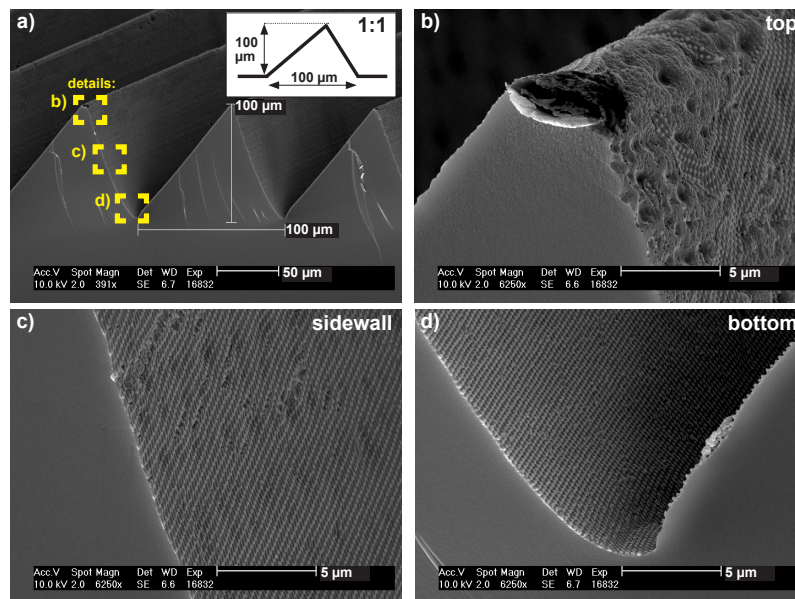 a)
1:1
100
µm
100 µm
details:
b)
c)
d)
100 µm
100 µm
Acc.V Spot Magn Det WD Exp
10.0 kV 2.0 391x SE 6.7 16832
50 µm
b)
top
Acc.V Spot Magn Det WD Exp
10.0 kV 2.0 6250x SE 6.6 16832
5 µm
c)
sidewall
Acc.V Spot Magn Det WD Exp
10.0 kV 2.0 6250x SE 6.6 16832
5 µm
d)
bottom
Acc.V Spot Magn Det WD Exp
10.0 kV 2.0 6250x SE 6.7 16832
5 µm